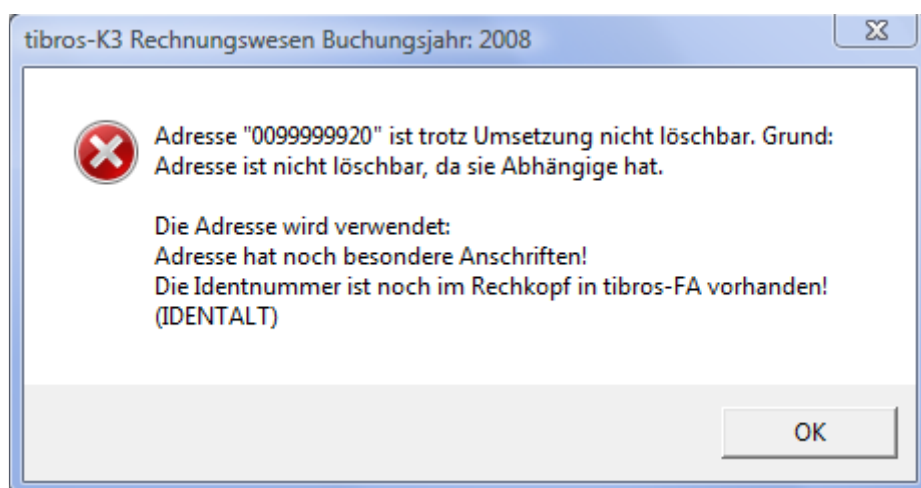 tibros-K3 Rechnungswesen Buchungsjahr: 2008
Adresse "0099999920" ist trotz Umsetzung nicht löschbar. Grund:
Adresse ist nicht löschbar, da sie Abhängige hat.
Die Adresse wird verwendet:
Adresse hat noch besondere Anschriften!
Die Identnummer ist noch im Rechkopf in tibros-FA vorhanden!
(IDENTALT)
OK